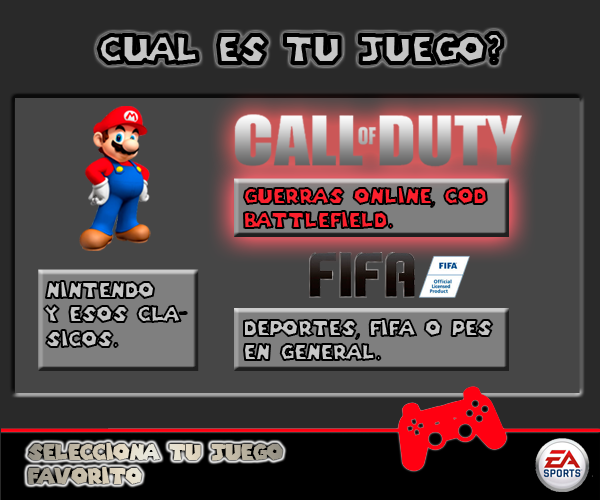 CUAL ES TU JUEGO?
M
CALL OF DUTY
GUERRAS ONLINE, COD
BATTLEFIELD.
FIFA
FIFA
Official
Licensed
Product
NINTENDO
Y ESOS CLA-
SICOS.
DEPORTES, FIFA O PES
EN GENERAL.
SELECCIONA TU JUEGO
FAVORITO
EA
SPORTS